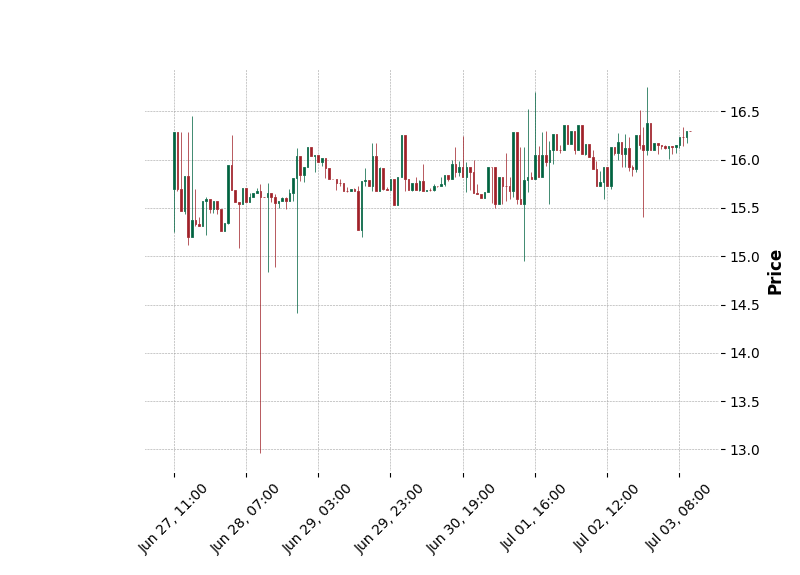 16.5
16.0
15.5
15.0
14.5
14.0
13.5
13.0
Price
Jun 27, 11:00
Jun 28, 07:00
Jun 29, 03:00
Jun 29, 23:00
Jun 30, 19:00
Jul 01, 16:00
Jul 02, 12:00
Jul 03, 08:00